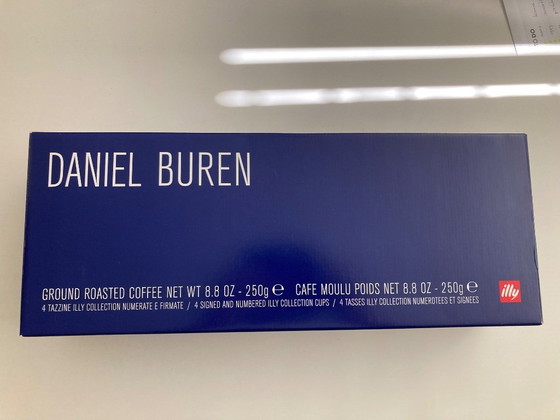 DANIEL BUREN
GROUND ROASTED COFFEE NET WT 8.8 OZ - 250g ℮ CAFE MOULU POIDS NET 8.8 OZ - 250g ℮
4 TAZZINE ILLY COLLECTION NUMERATE E FIRMATE / 4 SIGNED AND NUMBERED ILLY COLLECTION CUPS / 4 TASSES ILLY COLLECTION NUMEROTEES ET SIGNEES
illy